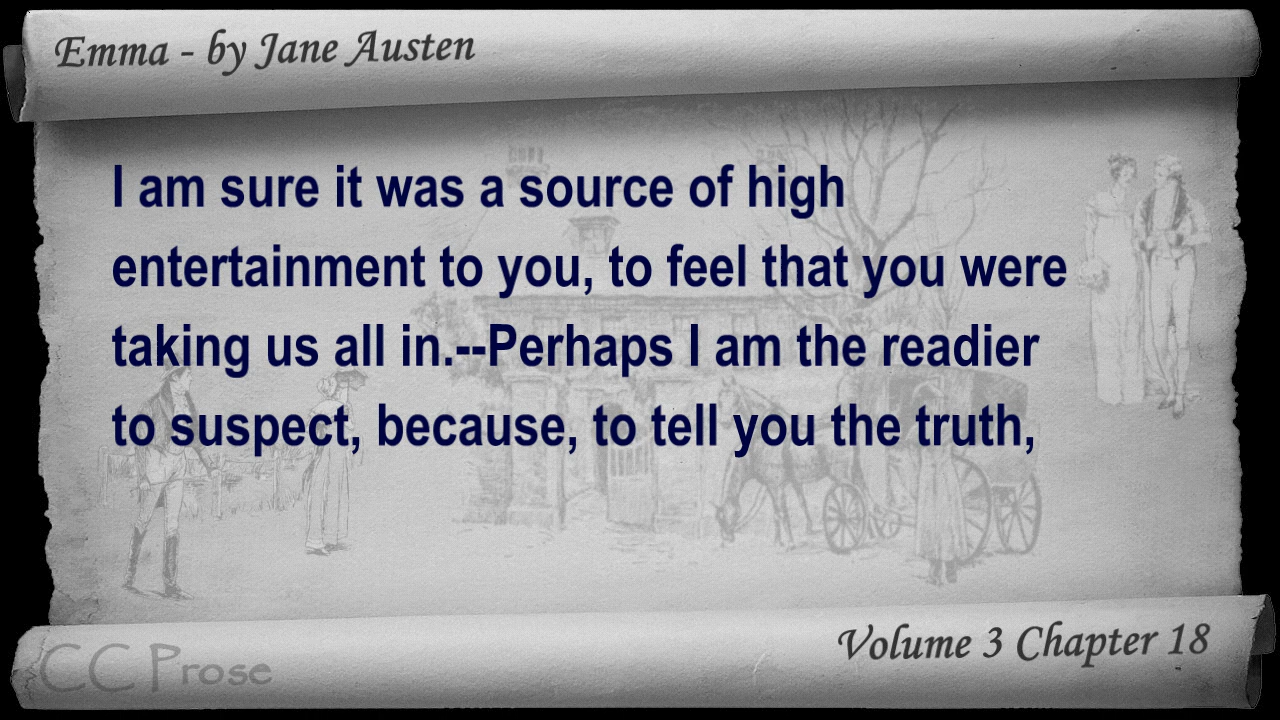 Emma - by Jane Austen
I am sure it was a source of high
entertainment to you, to feel that you were
taking us all in.--Perhaps I am the readier
to suspect, because, to tell you the truth,
Volume 3 Chapter 18
CC Prose